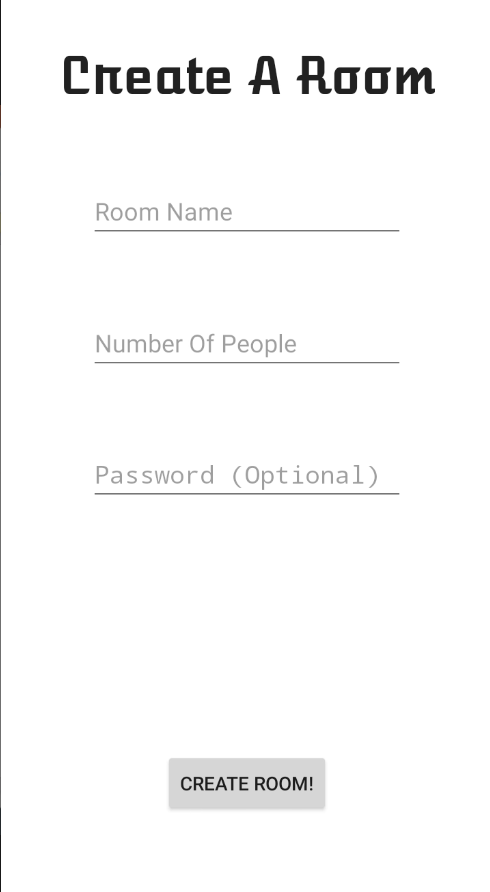 Create A Room
Room Name
Number Of People
Password (Optional)
CREATE ROOM!